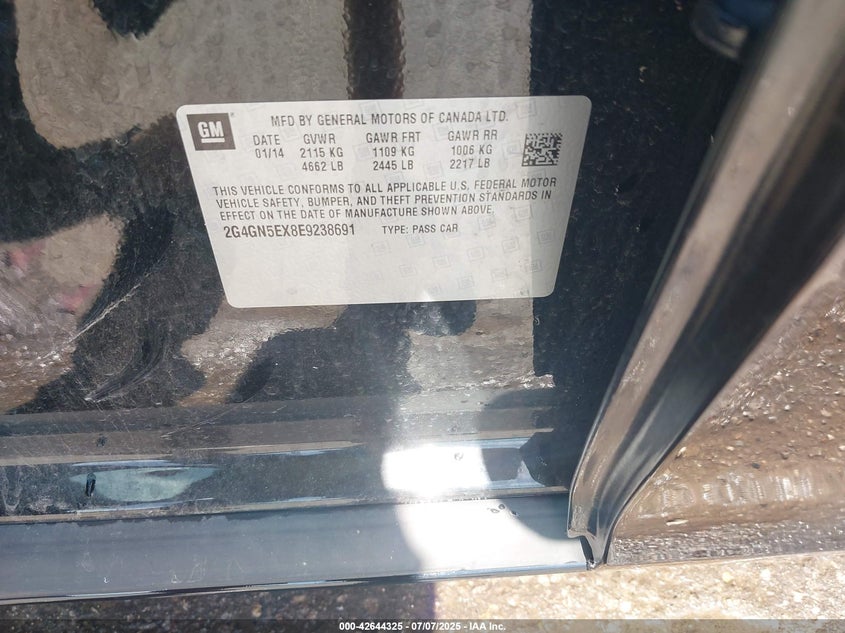 GM
MFD BY GENERAL MOTORS OF CANADA LTD.
DATE GVWR GAWR FRT GAWR RR
01/14 2115 KG 1109 KG 1006 KG
4662 LB 2445 LB 2217 LB
THIS VEHICLE CONFORMS TO ALL APPLICABLE U.S. FEDERAL MOTOR
VEHICLE SAFETY, BUMPER, AND THEFT PREVENTION STANDARDS IN
EFFECT ON THE DATE OF MANUFACTURE SHOWN ABOVE.
2G4GN5EX8E9238691 TYPE: PASS CAR
000-42644325 - 07/07/2025 - IAA Inc.